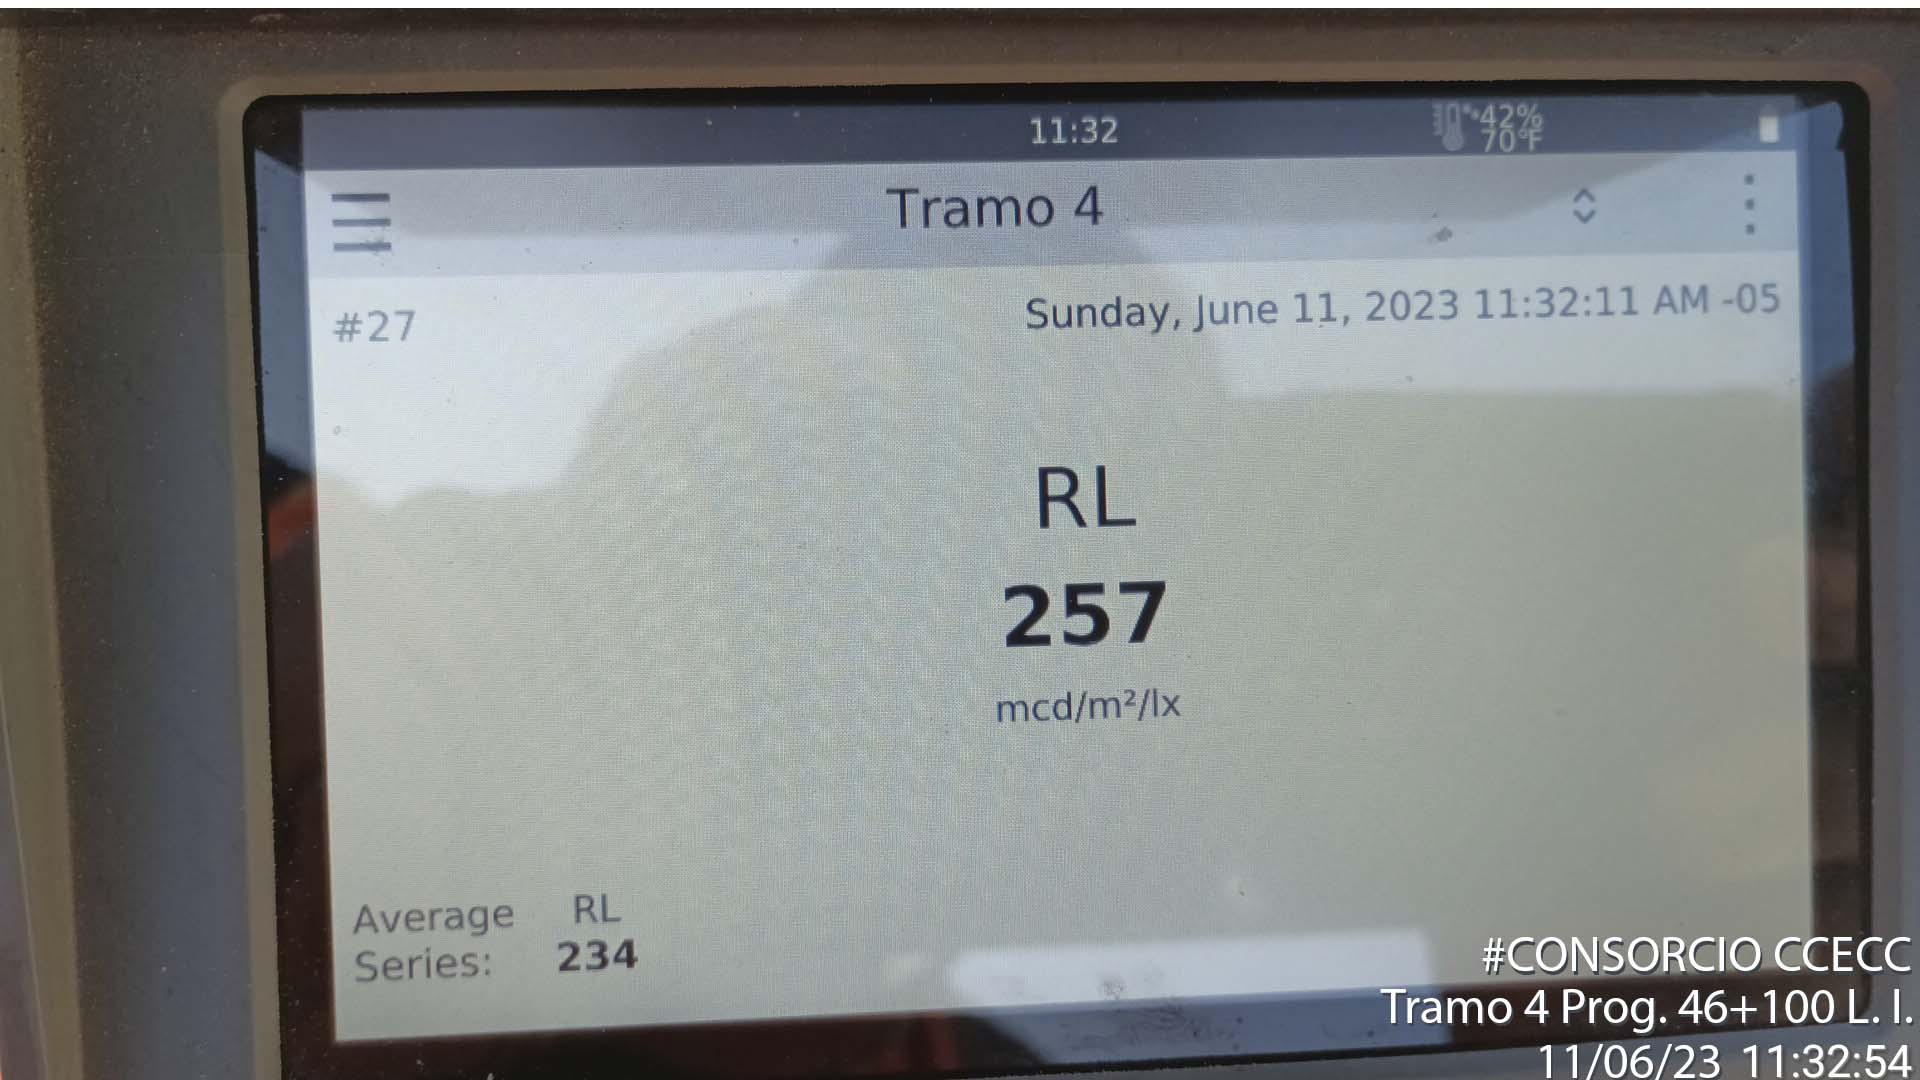 11:32
42%
70°F
Tramo 4
#27
Sunday, June 11, 2023 11:32:11 AM -05
RL
257
mcd/m²/lx
Average RL
Series: 234
#CONSORCIO CCECC
Tramo 4 Prog. 46+100 L. I.
11/06/23 11:32:54